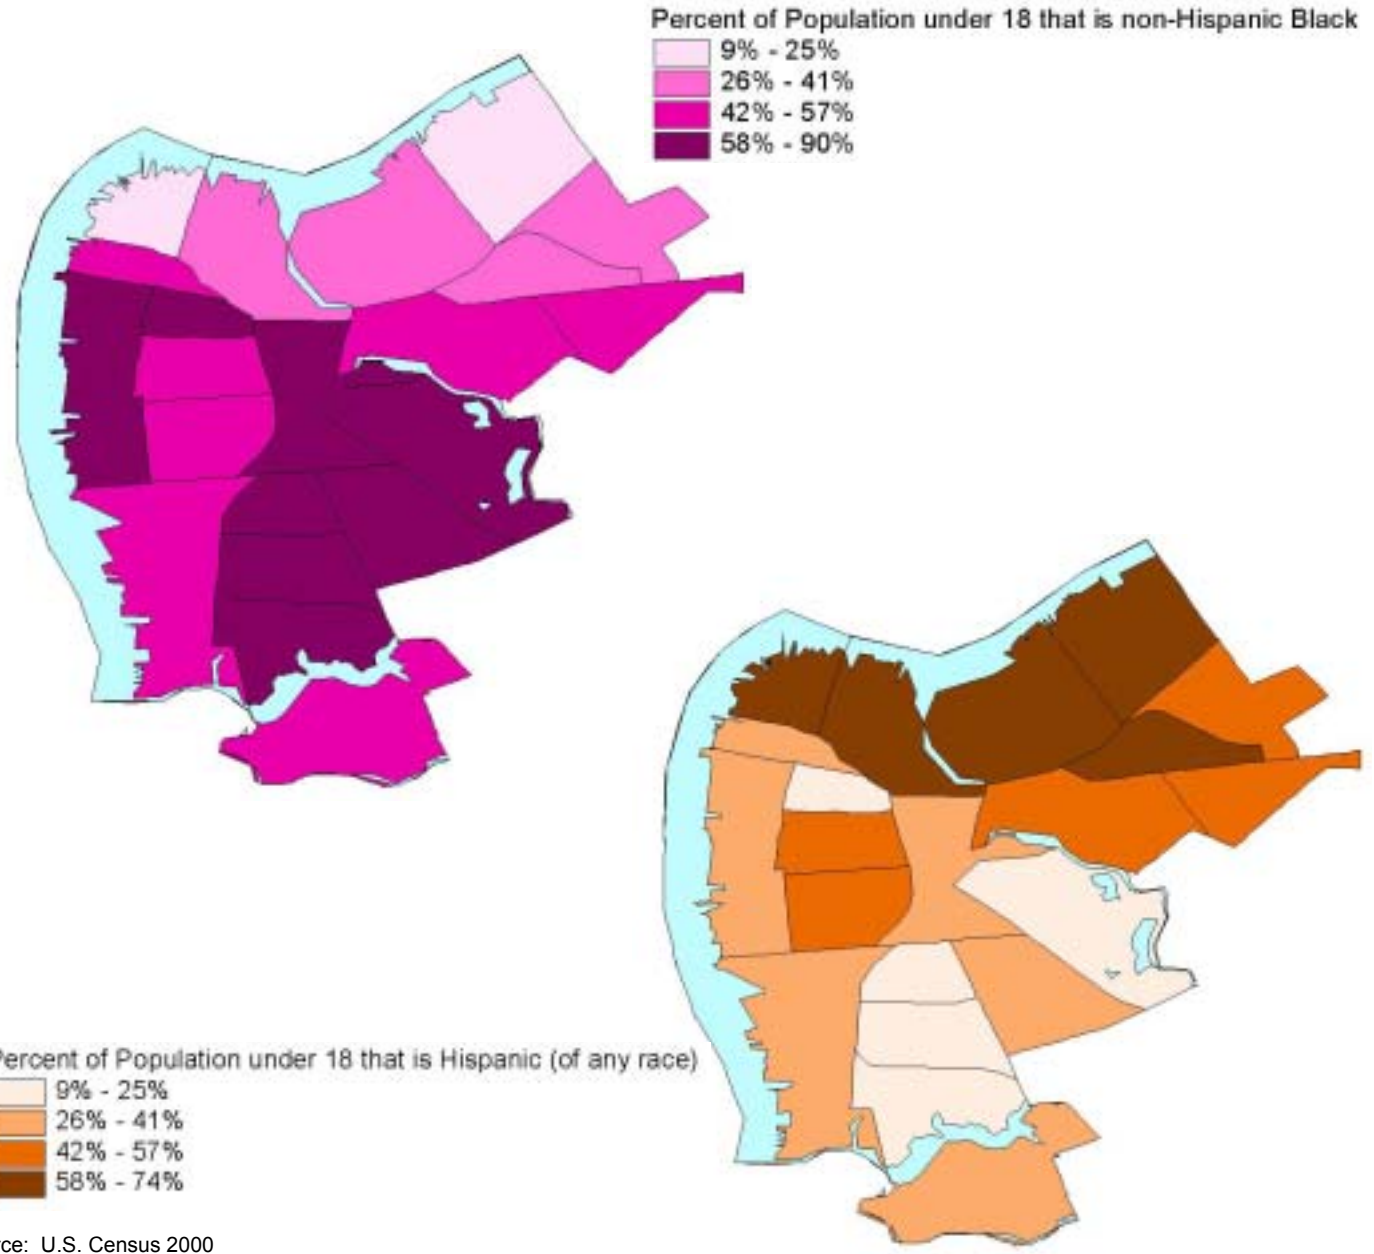 Percent of Population under 18 that is non-Hispanic Black
9% - 25%
26% - 41%
42% - 57%
58% - 90%
Percent of Population under 18 that is Hispanic (of any race)
9% - 25%
26% - 41%
42% - 57%
58% - 74%
rce: U.S. Census 2000